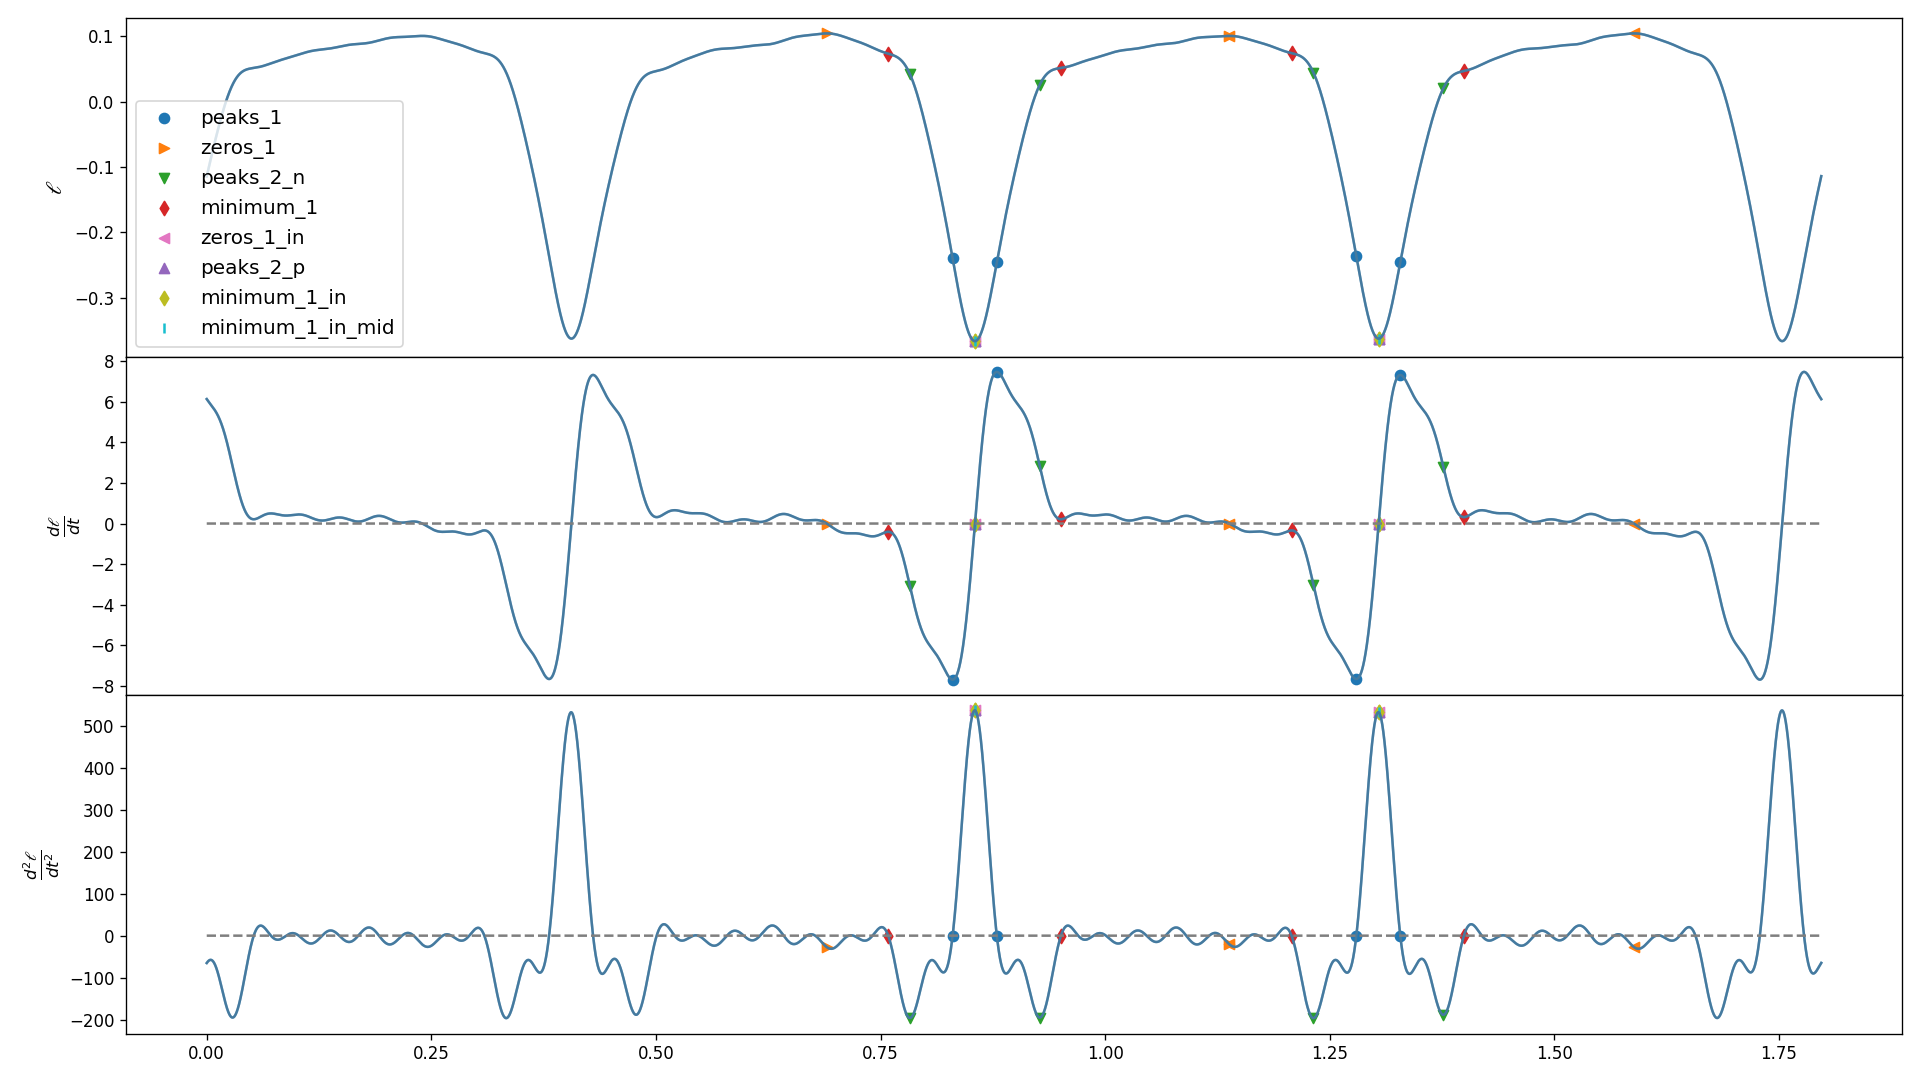 0.1
0.0
−0.1
−0.2
−0.3
ℓ
peaks_1
zeros_1
peaks_2_n
minimum_1
zeros_1_in
peaks_2_p
minimum_1_in
minimum_1_in_mid
8
6
4
2
0
−2
−4
−6
−8
dℓ
dt
500
400
300
200
100
0
−100
−200
d²ℓ
dt²
0.00 0.25 0.50 0.75 1.00 1.25 1.50 1.75